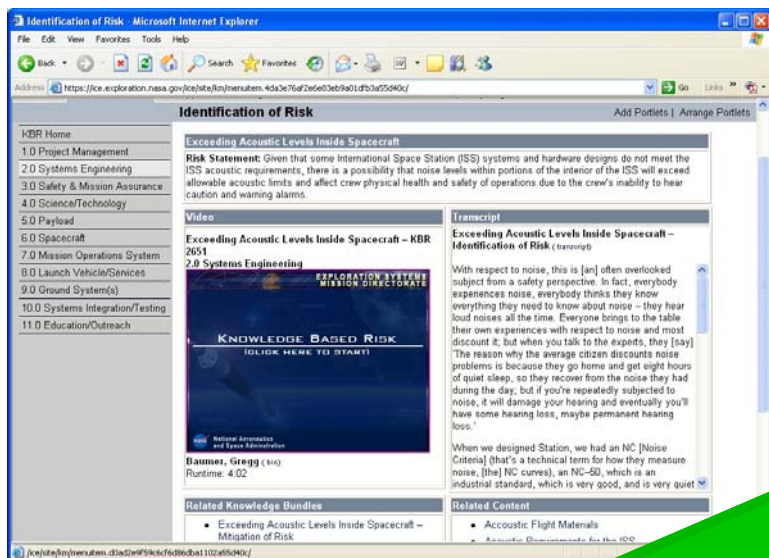 Identification of Risk - Microsoft Internet Explorer
File Edit View Favorites Tools Help
Back Search Favorites
Address https://ice.exploration.nasa.gov/ice/site/km/menuitem.4da3e76af2e6e83eb9a01dfb3a55d40c/ Go Links »
Identification of Risk Add Portlets | Arrange Portlets
KBR Home
1.0 Project Management
2.0 Systems Engineering
3.0 Safety & Mission Assurance
4.0 Science/Technology
5.0 Payload
6.0 Spacecraft
7.0 Mission Operations System
8.0 Launch Vehicle/Services
9.0 Ground System(s)
10.0 Systems Integration/Testing
11.0 Education/Outreach
Exceeding Acoustic Levels Inside Spacecraft
Risk Statement: Given that some International Space Station (ISS) systems and hardware designs do not meet the
ISS acoustic requirements, there is a possibility that noise levels within portions of the interior of the ISS will exceed
allowable acoustic limits and affect crew physical health and safety of operations due to the crew's inability to hear
caution and warning alarms.
Video
Exceeding Acoustic Levels Inside Spacecraft – KBR
2651
2.0 Systems Engineering
EXPLORATION SYSTEMS
MISSION DIRECTORATE
KNOWLEDGE BASED RISK
(CLICK HERE TO START)
NASA National Aeronautics
and Space Administration
Baumer, Gregg ( bio)
Runtime: 4:02
Transcript
Exceeding Acoustic Levels Inside Spacecraft –
Identification of Risk ( transcript)
With respect to noise, this is [an] often overlooked
subject from a safety perspective. In fact, everybody
experiences noise, everybody thinks they know
everything they need to know about noise – they hear
loud noises all the time. Everyone brings to the table
their own experiences with respect to noise and most
discount it; but when you talk to the experts, they [say]
'The reason why the average citizen discounts noise
problems is because they go home and get eight hours
of quiet sleep, so they recover from the noise they had
during the day; but if you're repeatedly subjected to
noise, it will damage your hearing and eventually you'll
have some hearing loss, maybe permanent hearing
loss.'
When we designed Station, we had an NC [Noise
Criteria] (that's a technical term for how they measure
noise, [the] NC curves), an NC–50, which is an
industrial standard, which is very good, and is very quiet
Related Knowledge Bundles
Exceeding Acoustic Levels Inside Spacecraft –
Mitigation of Risk
Related Content
Accoustic Flight Materials
Acoustic Requirements for the ISS
/ice/site/km/menuitem.d0ad2e9f59c6cf6d86dba1102a55d40c/